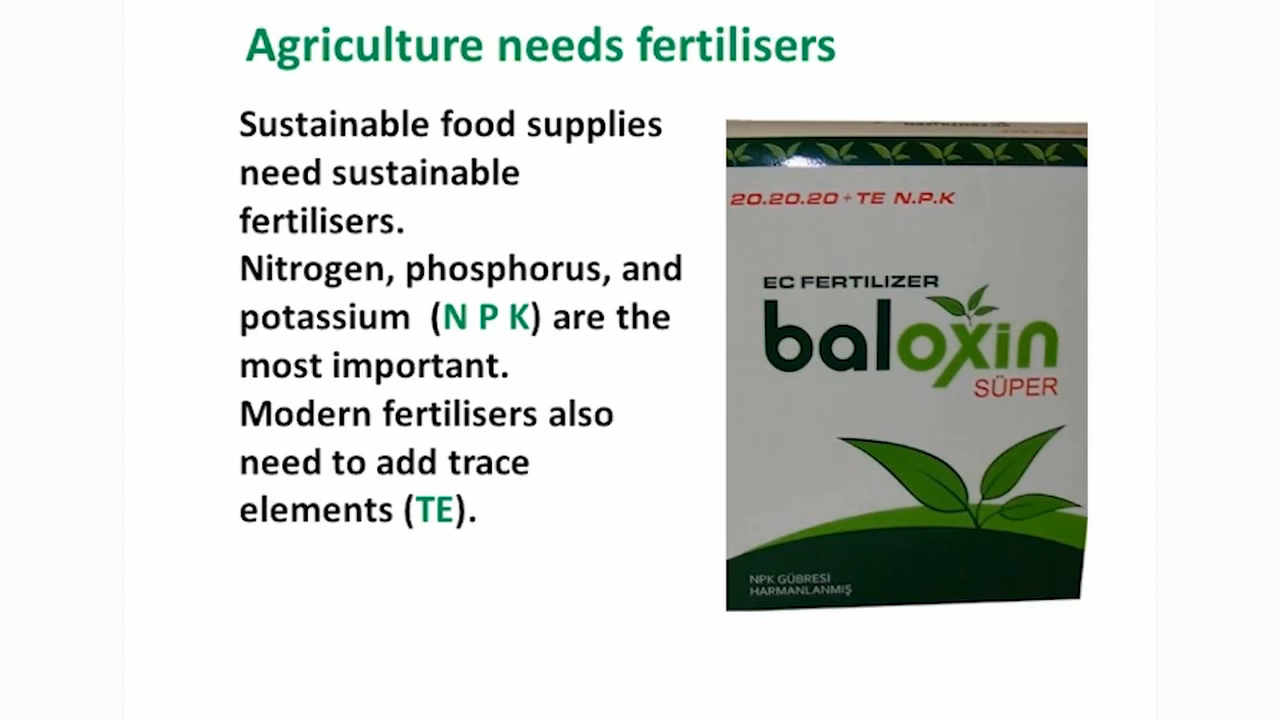 Agriculture needs fertilisers
Sustainable food supplies
need sustainable
fertilisers.
Nitrogen, phosphorus, and
potassium (N P K) are the
most important.
Modern fertilisers also
need to add trace
elements (TE).
20.20.20+TE N.P.K
EC FERTILIZER
baloxin
SÜPER
NPK GÜBRESİ
HARMANLANMIŞ